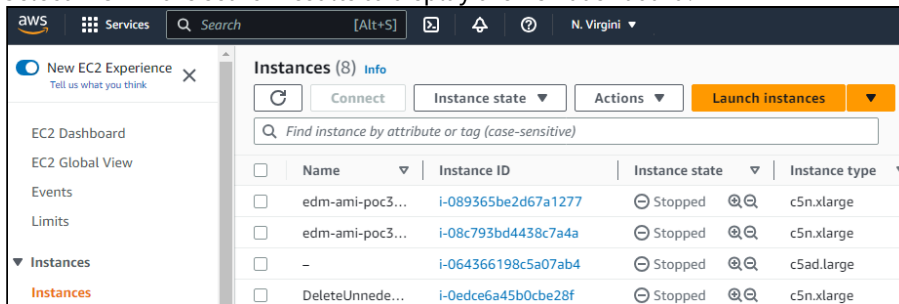 aws Services Search [Alt+S] N. Virgini
New EC2 Experience
Tell us what you think
Instances (8) Info
Connect Instance state Actions Launch instances
Find instance by attribute or tag (case-sensitive)
EC2 Dashboard
EC2 Global View
Events
Limits
Instances
Instances
Name Instance ID Instance state Instance type
edm-ami-poc3... i-089365be2d67a1277 Stopped c5n.xlarge
edm-ami-poc3... i-08c793bd4438c7a4a Stopped c5n.xlarge
– i-064366198c5a07ab4 Stopped c5ad.large
DeleteUnnede... i-0edce6a45b0cbe28f Stopped c5n.xlarge